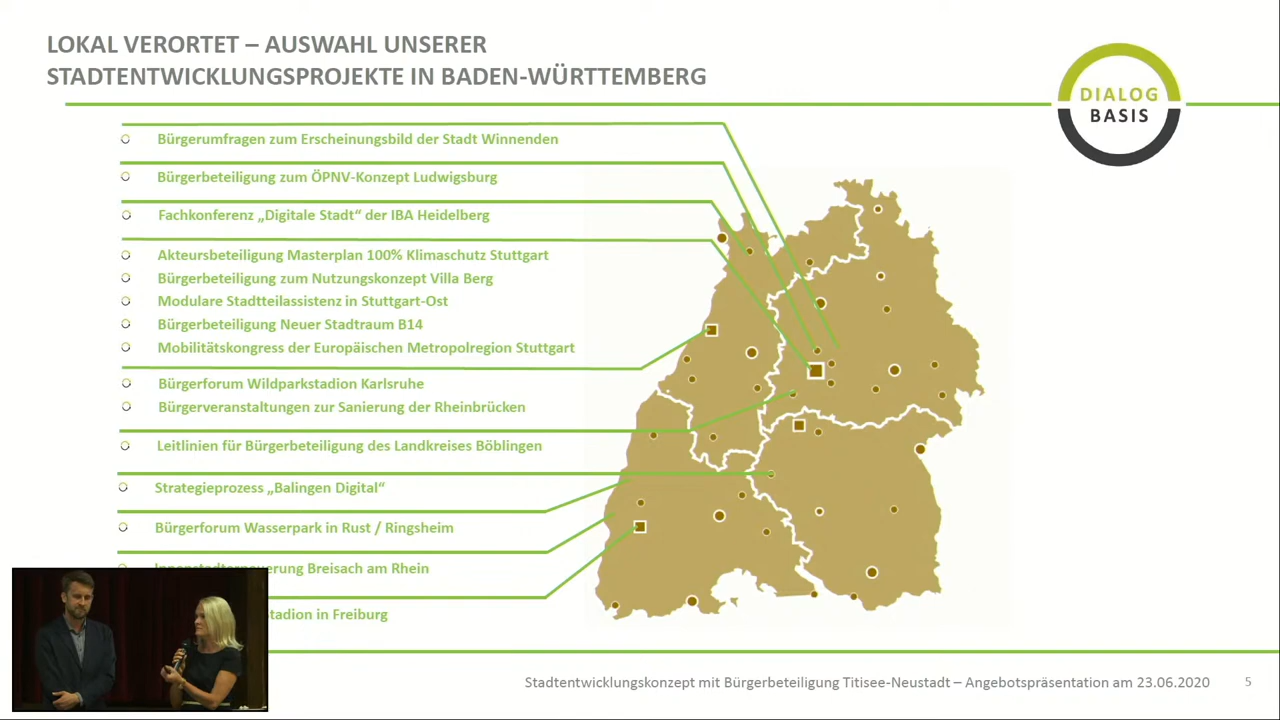 LOKAL VERORTET – AUSWAHL UNSERER
STADTENTWICKLUNGSPROJEKTE IN BADEN-WÜRTTEMBERG
DIALOG
BASIS
Bürgerumfragen zum Erscheinungsbild der Stadt Winnenden
Bürgerbeteiligung zum ÖPNV-Konzept Ludwigsburg
Fachkonferenz „Digitale Stadt“ der IBA Heidelberg
Akteursbeteiligung Masterplan 100% Klimaschutz Stuttgart
Bürgerbeteiligung zum Nutzungskonzept Villa Berg
Modulare Stadtteilassistenz in Stuttgart-Ost
Bürgerbeteiligung Neuer Stadtraum B14
Mobilitätskongress der Europäischen Metropolregion Stuttgart
Bürgerforum Wildparkstadion Karlsruhe
Bürgerveranstaltungen zur Sanierung der Rheinbrücken
Leitlinien für Bürgerbeteiligung des Landkreises Böblingen
Strategieprozess „Balingen Digital“
Bürgerforum Wasserpark in Rust / Ringsheim
Breisach am Rhein
in Freiburg
Stadtentwicklungskonzept mit Bürgerbeteiligung Titisee-Neustadt – Angebotspräsentation am 23.06.2020 5